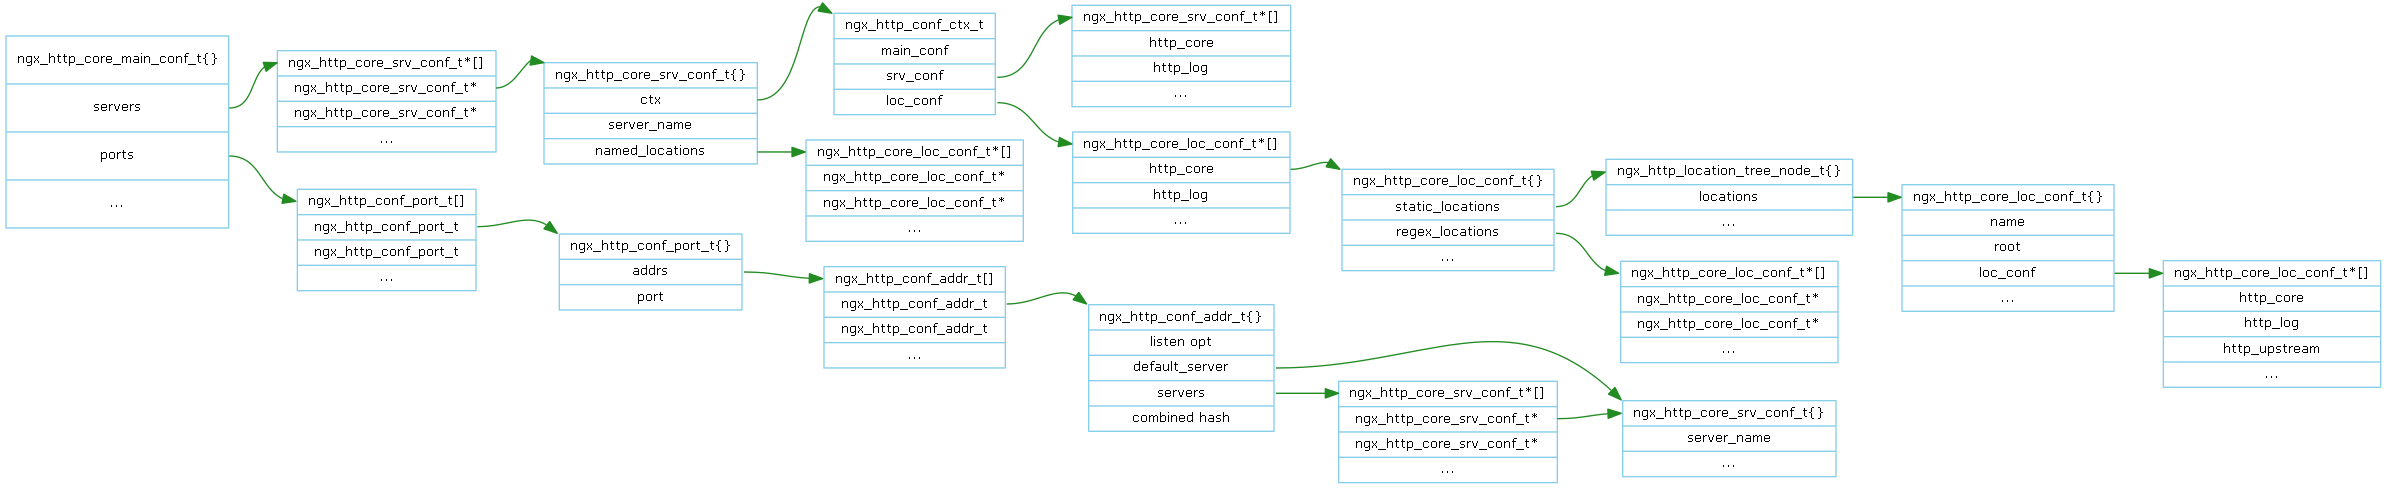 ngx_http_core_main_conf_t{}
servers
ports
...
ngx_http_core_srv_conf_t*[]
ngx_http_core_srv_conf_t*
ngx_http_core_srv_conf_t*
...
ngx_http_conf_port_t[]
ngx_http_conf_port_t
ngx_http_conf_port_t
...
ngx_http_core_srv_conf_t{}
ctx
server_name
named_locations
ngx_http_conf_port_t{}
addrs
port
ngx_http_conf_ctx_t
main_conf
srv_conf
loc_conf
ngx_http_core_loc_conf_t*[]
ngx_http_core_loc_conf_t*
ngx_http_core_loc_conf_t*
...
ngx_http_conf_addr_t[]
ngx_http_conf_addr_t
ngx_http_conf_addr_t
...
ngx_http_core_srv_conf_t*[]
http_core
http_log
...
ngx_http_core_loc_conf_t*[]
http_core
http_log
...
ngx_http_conf_addr_t{}
listen opt
default_server
servers
combined hash
ngx_http_core_loc_conf_t{}
static_locations
regex_locations
...
ngx_http_core_srv_conf_t*[]
ngx_http_core_srv_conf_t*
ngx_http_core_srv_conf_t*
...
ngx_http_location_tree_node_t{}
locations
...
ngx_http_core_loc_conf_t*[]
ngx_http_core_loc_conf_t*
ngx_http_core_loc_conf_t*
...
ngx_http_core_srv_conf_t{}
server_name
...
ngx_http_core_loc_conf_t{}
name
root
loc_conf
...
ngx_http_core_loc_conf_t*[]
http_core
http_log
http_upstream
...